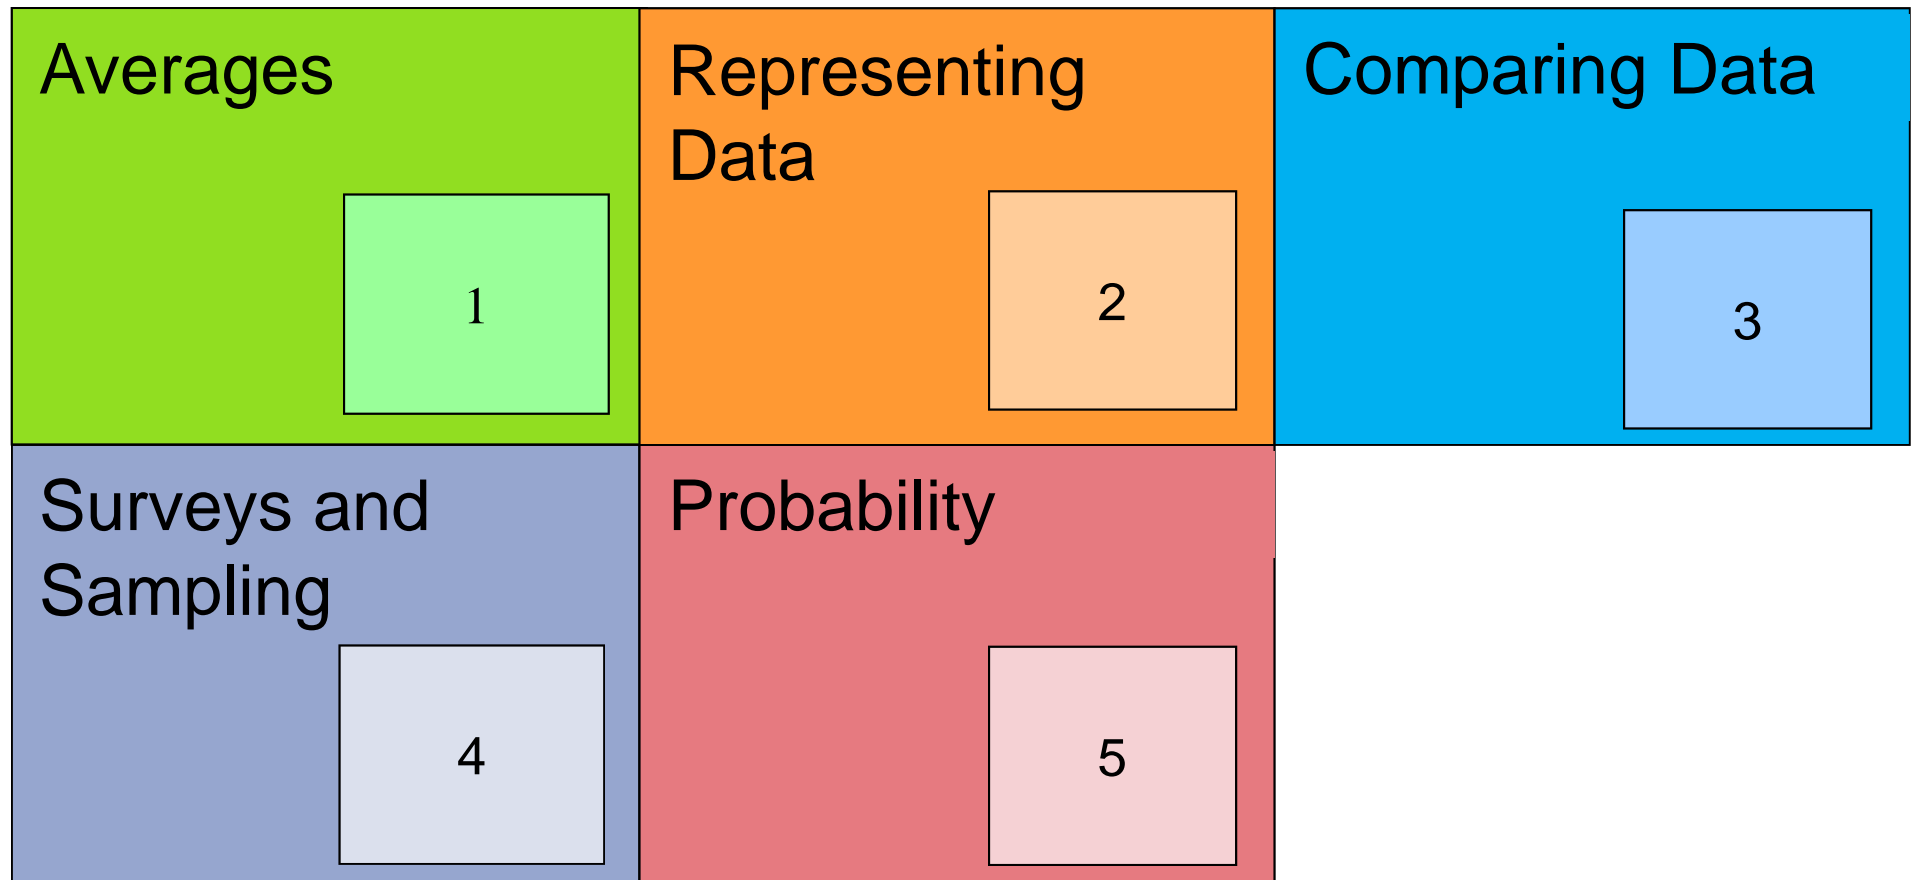 Averages
1
Representing
Data
2
Comparing Data
3
Surveys and
Sampling
4
Probability
5